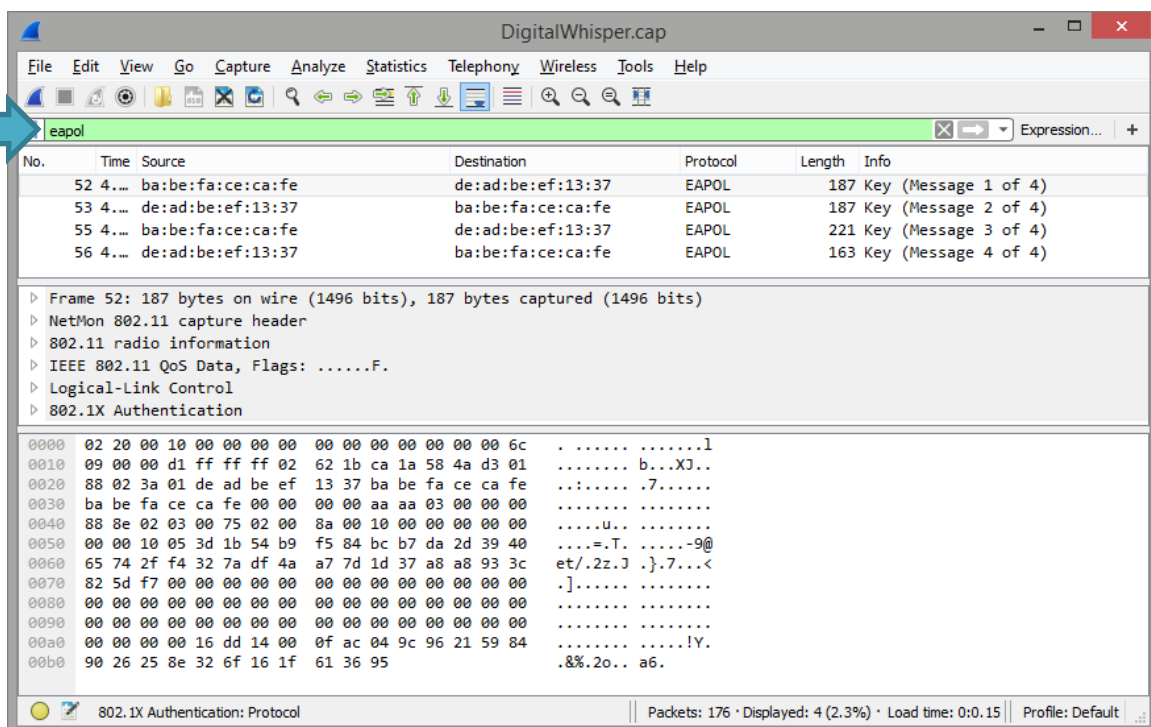 DigitalWhisper.cap
File Edit View Go Capture Analyze Statistics Telephony Wireless Tools Help
eapol Expression... +
No. Time Source Destination Protocol Length Info
52 4.… ba:be:fa:ce:ca:fe de:ad:be:ef:13:37 EAPOL 187 Key (Message 1 of 4)
53 4.… de:ad:be:ef:13:37 ba:be:fa:ce:ca:fe EAPOL 187 Key (Message 2 of 4)
55 4.… ba:be:fa:ce:ca:fe de:ad:be:ef:13:37 EAPOL 221 Key (Message 3 of 4)
56 4.… de:ad:be:ef:13:37 ba:be:fa:ce:ca:fe EAPOL 163 Key (Message 4 of 4)
Frame 52: 187 bytes on wire (1496 bits), 187 bytes captured (1496 bits)
NetMon 802.11 capture header
802.11 radio information
IEEE 802.11 QoS Data, Flags: ......F.
Logical-Link Control
802.1X Authentication
0000 02 20 00 10 00 00 00 00 00 00 00 00 00 00 00 6c . ...... .......l
0010 09 00 00 d1 ff ff ff 02 62 1b ca 1a 58 4a d3 01 ........ b...XJ..
0020 88 02 3a 01 de ad be ef 13 37 ba be fa ce ca fe ..:..... .7......
0030 ba be fa ce ca fe 00 00 00 00 aa aa 03 00 00 00 ........ ........
0040 88 8e 02 03 00 75 02 00 8a 00 10 00 00 00 00 00 .....u.. ........
0050 00 00 10 05 3d 1b 54 b9 f5 84 bc b7 da 2d 39 40 ....=.T. .....-9@
0060 65 74 2f f4 32 7a df 4a a7 7d 1d 37 a8 a8 93 3c et/.2z.J .}.7...<
0070 82 5d f7 00 00 00 00 00 00 00 00 00 00 00 00 00 .]...... ........
0080 00 00 00 00 00 00 00 00 00 00 00 00 00 00 00 00 ........ ........
0090 00 00 00 00 00 00 00 00 00 00 00 00 00 00 00 00 ........ ........
00a0 00 00 00 00 16 dd 14 00 0f ac 04 9c 96 21 59 84 ........ .....!Y.
00b0 90 26 25 8e 32 6f 16 1f 61 36 95 .&%.2o.. a6.
802.1X Authentication: Protocol Packets: 176 · Displayed: 4 (2.3%) · Load time: 0:0.15 Profile: Default